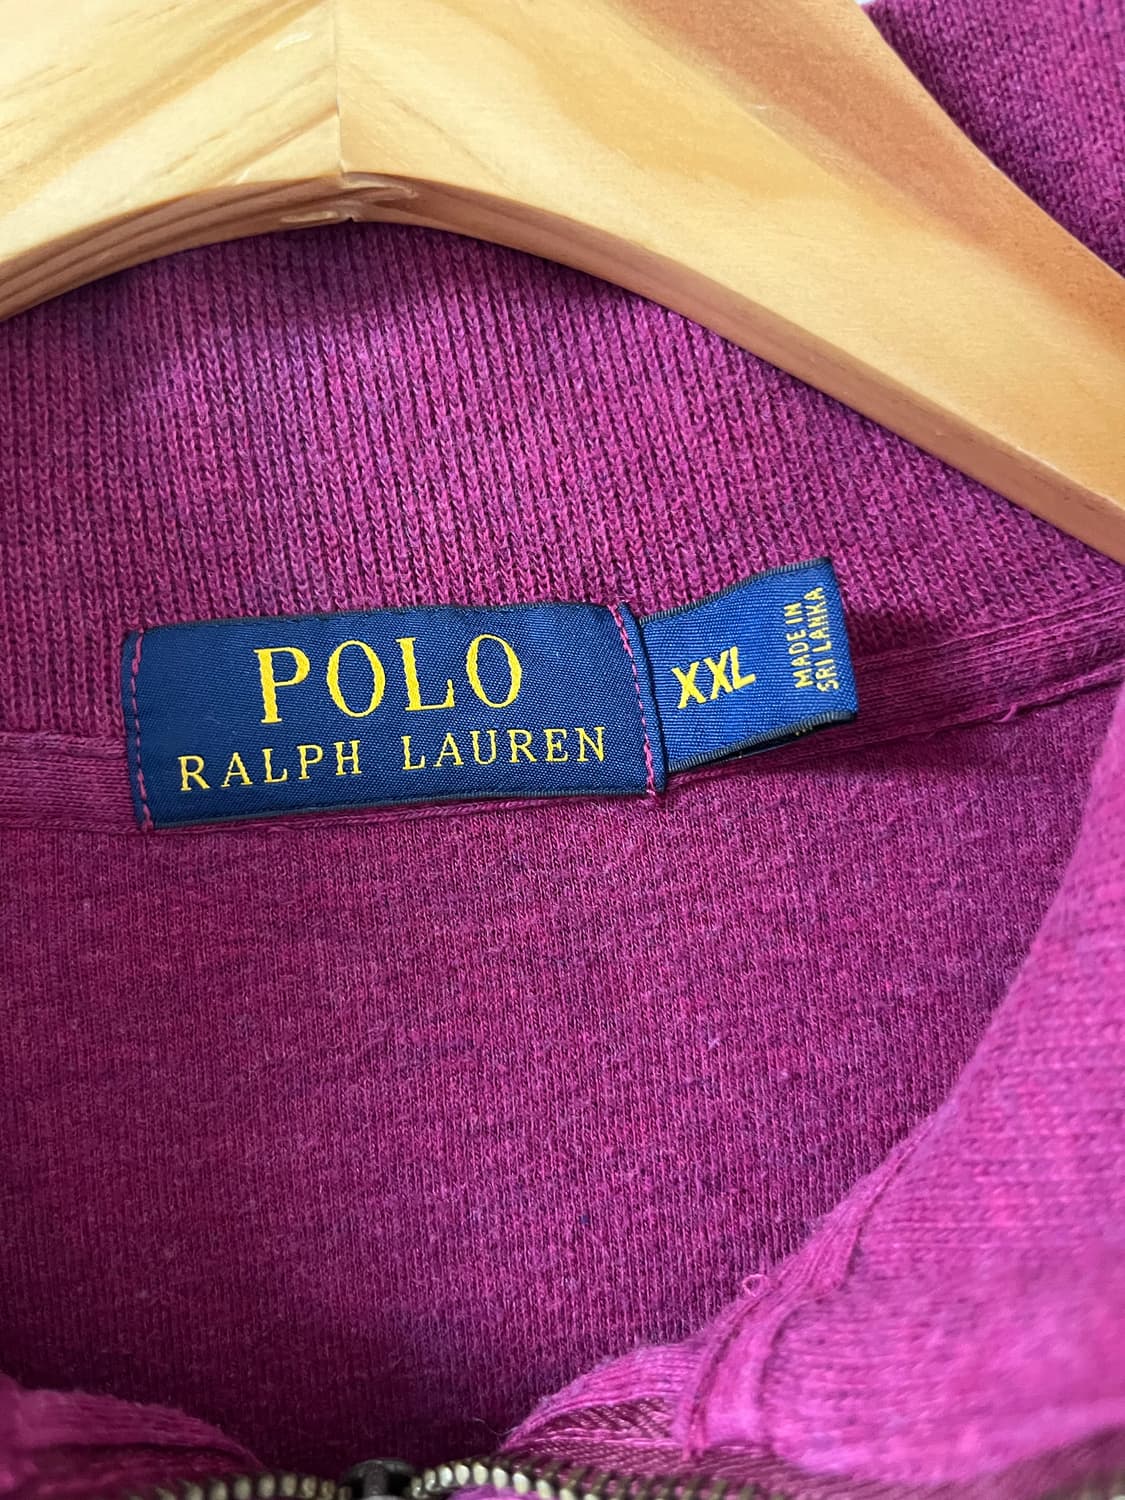 POLO
RALPH LAUREN
XXL
MADE IN
SRI LANKA